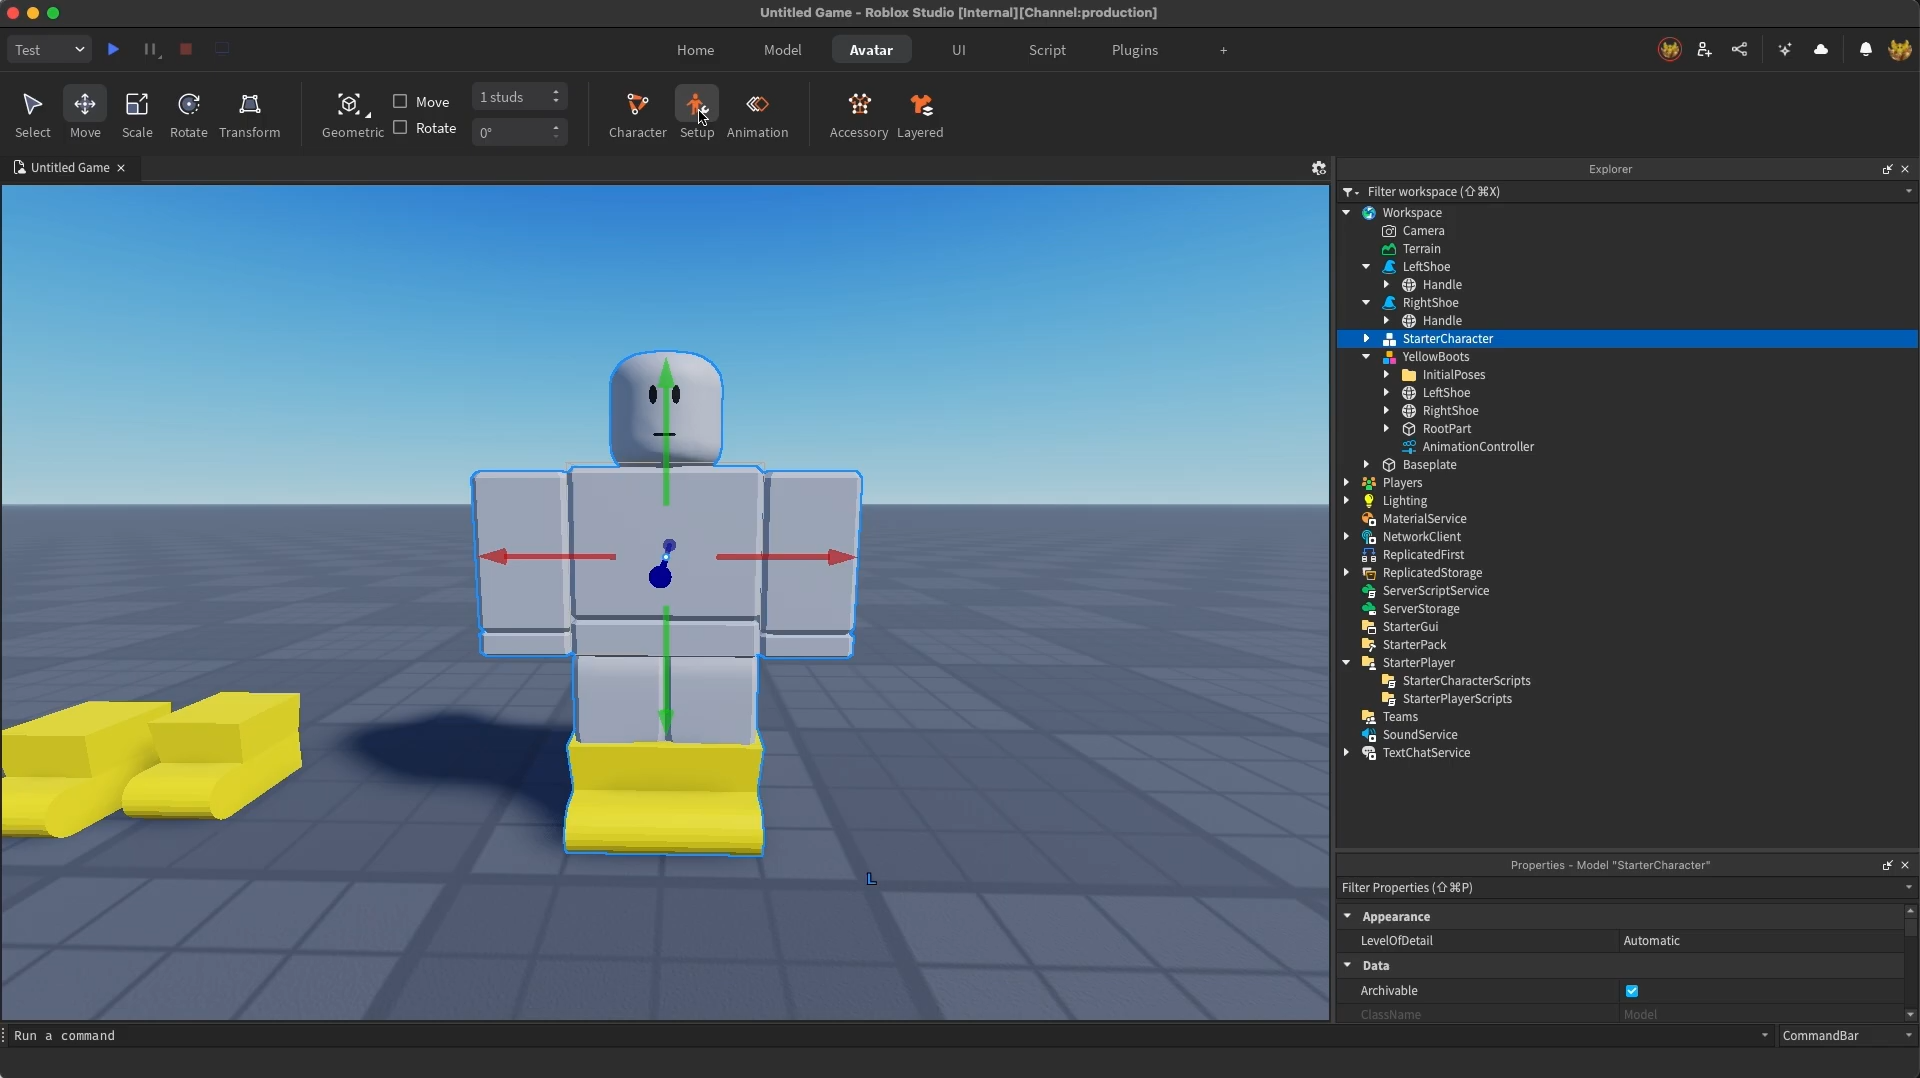 Untitled Game - Roblox Studio [Internal][Channel:production]
Test
Home
Model
Avatar
UI
Script
Plugins
+
Select
Move
Scale
Rotate
Transform
Geometric
Move
Rotate
1 studs
0°
Character
Setup
Animation
Accessory
Layered
Untitled Game
Explorer
Filter workspace (⇧⌘X)
Workspace
Camera
Terrain
LeftShoe
Handle
RightShoe
Handle
StarterCharacter
YellowBoots
InitialPoses
LeftShoe
RightShoe
RootPart
AnimationController
Baseplate
Players
Lighting
MaterialService
NetworkClient
ReplicatedFirst
ReplicatedStorage
ServerScriptService
ServerStorage
StarterGui
StarterPack
StarterPlayer
StarterCharacterScripts
StarterPlayerScripts
Teams
SoundService
TextChatService
L
Properties - Model "StarterCharacter"
Filter Properties (⇧⌘P)
Appearance
LevelOfDetail Automatic
Data
Archivable
ClassName Model
Run a command
CommandBar